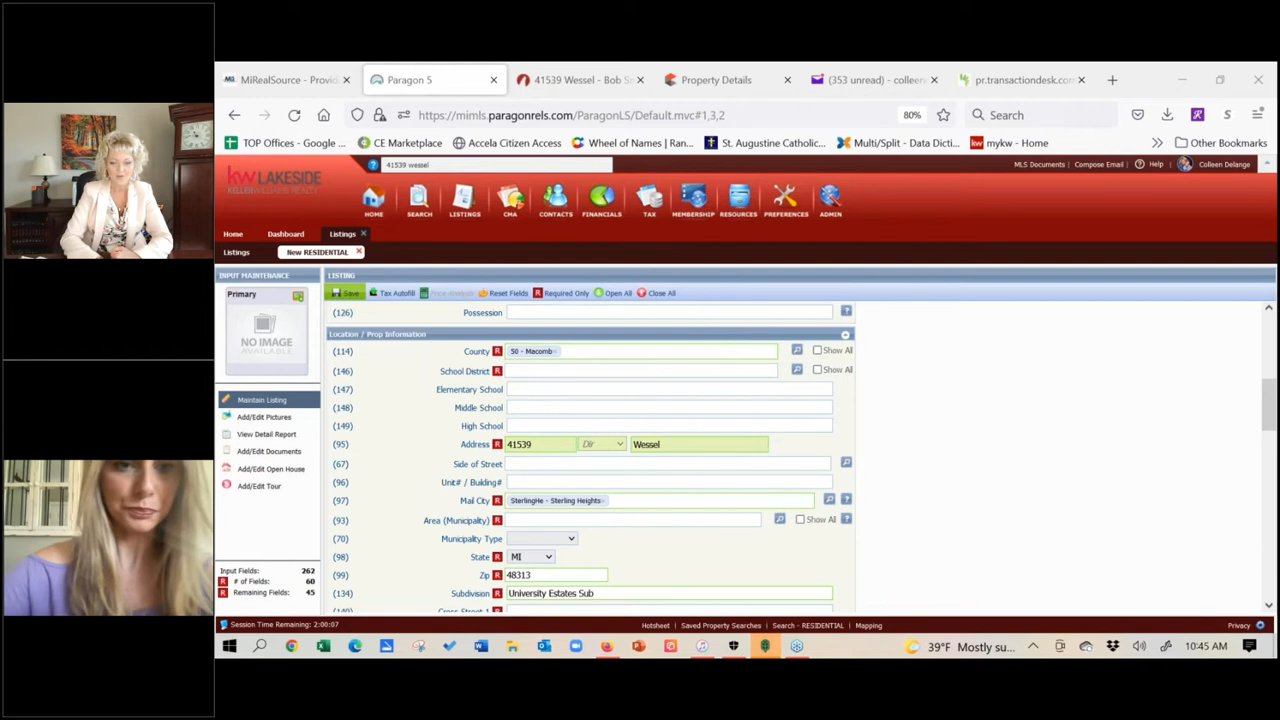 MiRealSource - Providi
Paragon 5
41539 Wessel - Bob S
Property Details
(353 unread) - colleen
pr.transactiondesk.com
https://mimls.paragonrels.com/ParagonLS/Default.mvc#1,3,2
80%
Search
TOP Offices - Google ...
CE Marketplace
Accela Citizen Access
Wheel of Names | Ran...
St. Augustine Catholic...
Multi/Split - Data Dicti...
mykw - Home
Other Bookmarks
kw LAKESIDE
KELLERWILLIAMS REALTY
41539 wessel
MLS Documents
Compose Email
Help
Colleen Delange
HOME
SEARCH
LISTINGS
CMA
CONTACTS
FINANCIALS
TAX
MEMBERSHIP
RESOURCES
PREFERENCES
ADMIN
Home
Dashboard
Listings
Listings
New RESIDENTIAL
INPUT MAINTENANCE
LISTING
Primary
NO IMAGE
AVAILABLE
Save
Tax Autofill
Price Analysis
Reset Fields
R Required Only
Open All
Close All
(126) Possession
Location / Prop Information
(114) County R 50 - Macomb Show All
(146) School District R Show All
(147) Elementary School
(148) Middle School
(149) High School
(95) Address R 41539 Dir Wessel
(67) Side of Street
(96) Unit# / Building#
(97) Mail City R SterlingHe - Sterling Heights
(93) Area (Municipality) R Show All
(70) Municipality Type
(98) State R MI
(99) Zip R 48313
(134) Subdivision R University Estates Sub
(140) Cross Street 1 R
Maintain Listing
Add/Edit Pictures
View Detail Report
Add/Edit Documents
Add/Edit Open House
Add/Edit Tour
Input Fields: 262
R # of Fields: 60
R Remaining Fields: 45
Session Time Remaining: 2:00:07
Hotsheet
Saved Property Searches
Search - RESIDENTIAL
Mapping
Privacy
39°F Mostly su...
10:45 AM